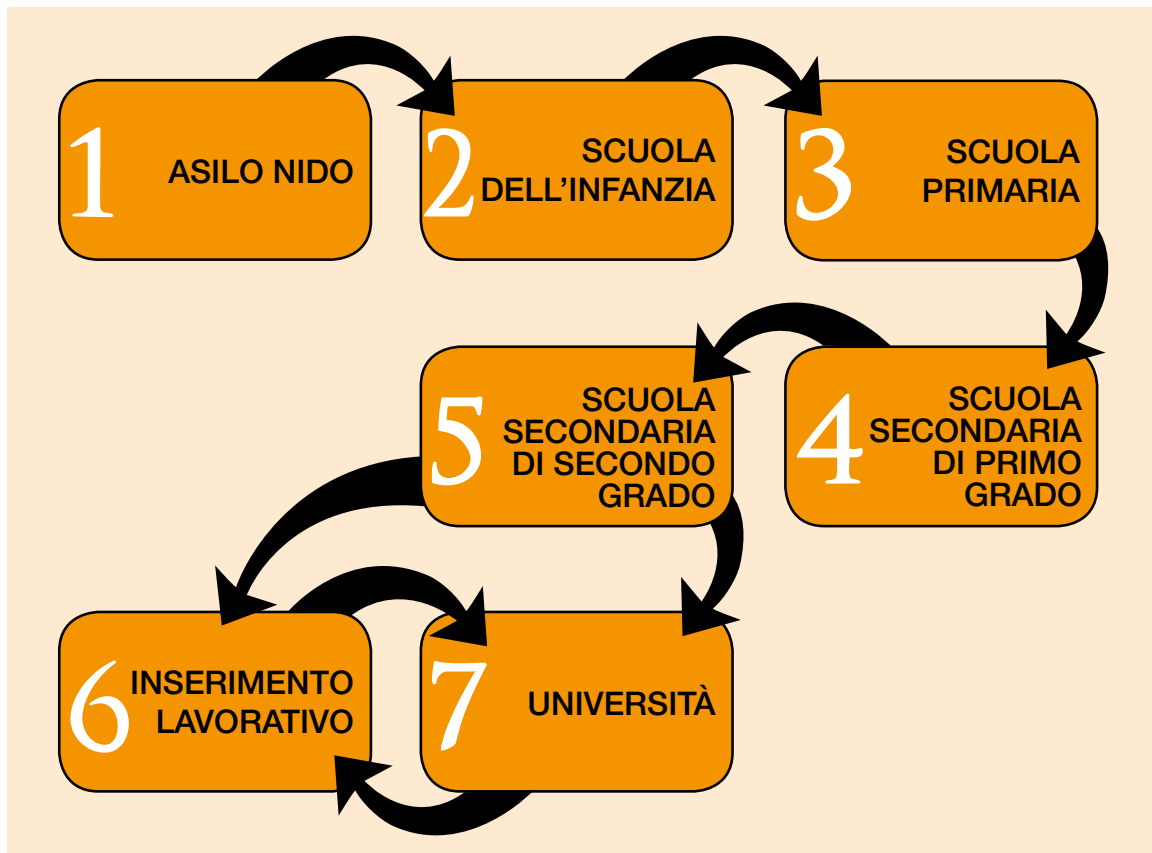 1
ASILO NIDO
2
SCUOLA
DELL’INFANZIA
3
SCUOLA
PRIMARIA
4
SCUOLA
SECONDARIA
DI PRIMO
GRADO
5
SCUOLA
SECONDARIA
DI SECONDO
GRADO
6
INSERIMENTO
LAVORATIVO
7
UNIVERSITÀ